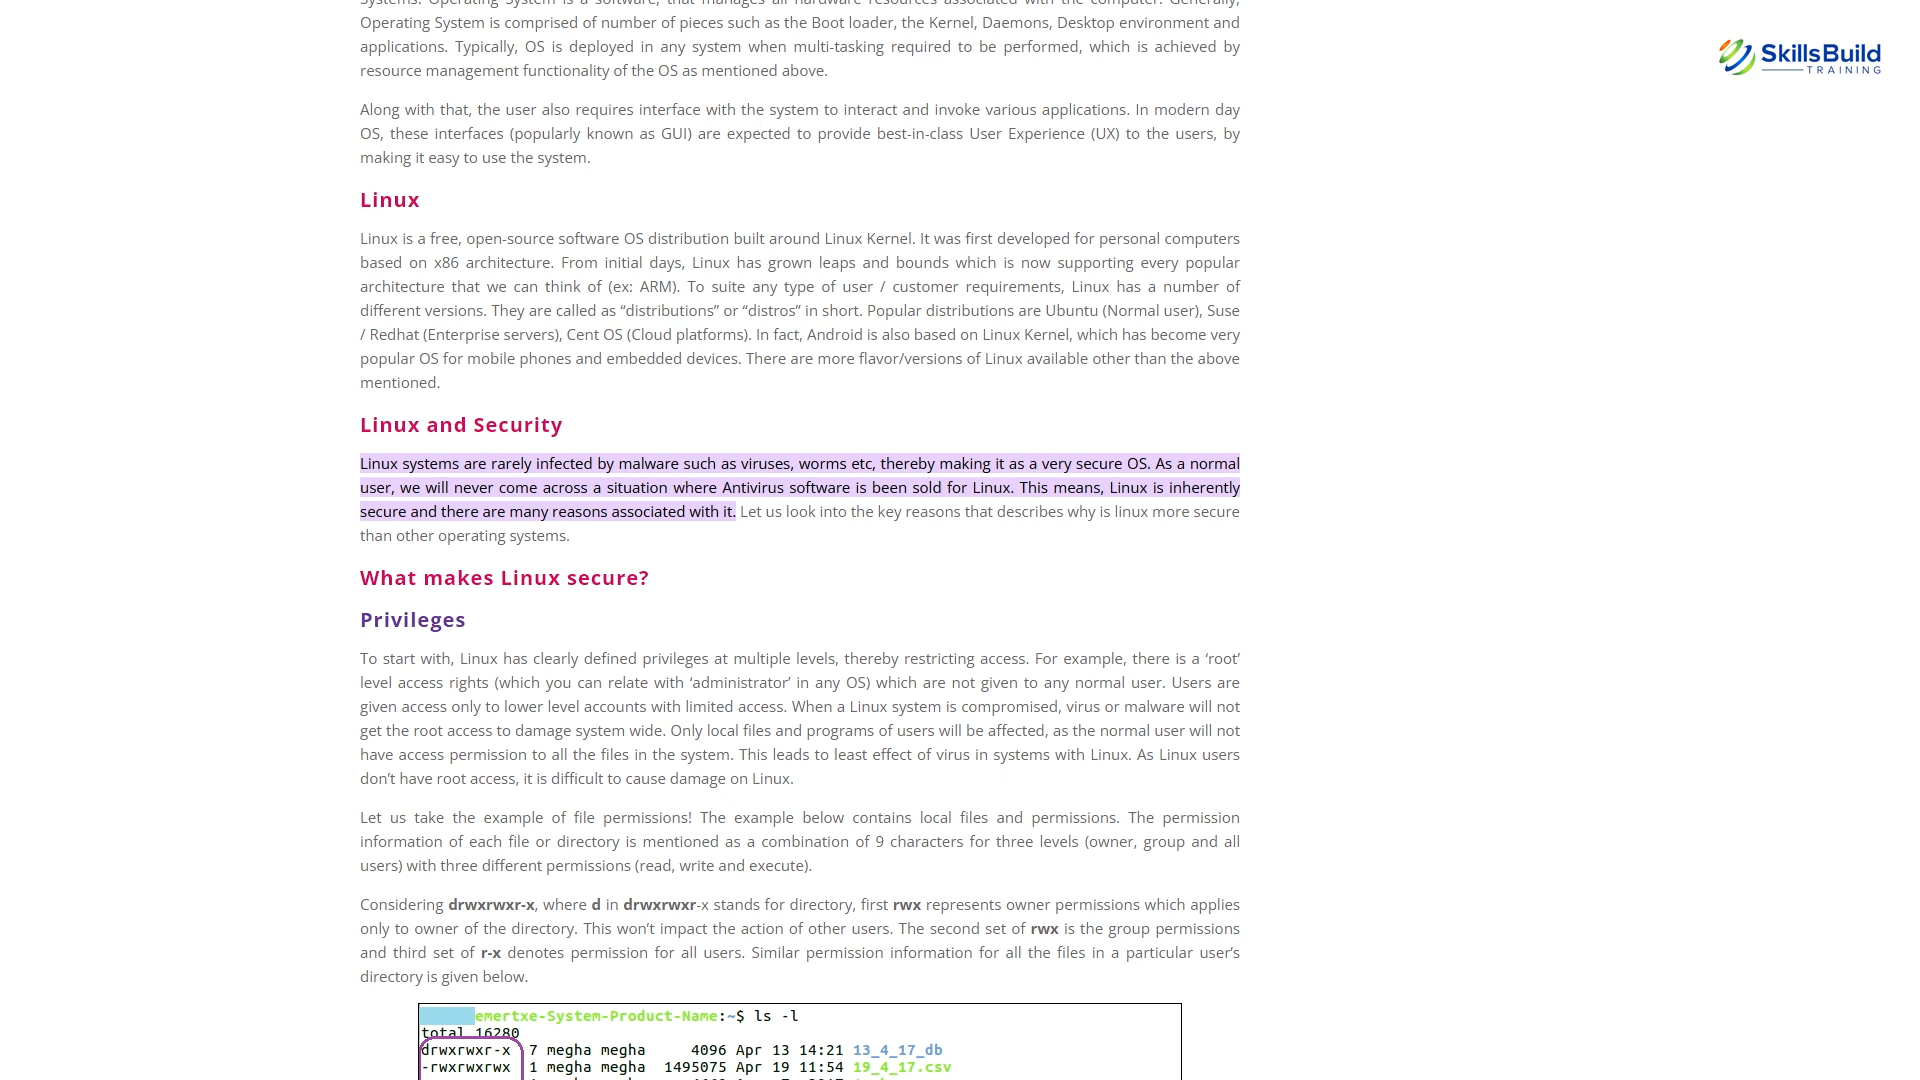 Systems. Operating System is a software, that manages all hardware resources associated with the computer. Generally,
Operating System is comprised of number of pieces such as the Boot loader, the Kernel, Daemons, Desktop environment and
applications. Typically, OS is deployed in any system when multi-tasking required to be performed, which is achieved by
resource management functionality of the OS as mentioned above.
SkillsBuild
TRAINING
Along with that, the user also requires interface with the system to interact and invoke various applications. In modern day
OS, these interfaces (popularly known as GUI) are expected to provide best-in-class User Experience (UX) to the users, by
making it easy to use the system.
Linux
Linux is a free, open-source software OS distribution built around Linux Kernel. It was first developed for personal computers
based on x86 architecture. From initial days, Linux has grown leaps and bounds which is now supporting every popular
architecture that we can think of (ex: ARM). To suite any type of user / customer requirements, Linux has a number of
different versions. They are called as “distributions” or “distros” in short. Popular distributions are Ubuntu (Normal user), Suse
/ Redhat (Enterprise servers), Cent OS (Cloud platforms). In fact, Android is also based on Linux Kernel, which has become very
popular OS for mobile phones and embedded devices. There are more flavor/versions of Linux available other than the above
mentioned.
Linux and Security
Linux systems are rarely infected by malware such as viruses, worms etc, thereby making it as a very secure OS. As a normal
user, we will never come across a situation where Antivirus software is been sold for Linux. This means, Linux is inherently
secure and there are many reasons associated with it. Let us look into the key reasons that describes why is linux more secure
than other operating systems.
What makes Linux secure?
Privileges
To start with, Linux has clearly defined privileges at multiple levels, thereby restricting access. For example, there is a ‘root’
level access rights (which you can relate with ‘administrator’ in any OS) which are not given to any normal user. Users are
given access only to lower level accounts with limited access. When a Linux system is compromised, virus or malware will not
get the root access to damage system wide. Only local files and programs of users will be affected, as the normal user will not
have access permission to all the files in the system. This leads to least effect of virus in systems with Linux. As Linux users
don’t have root access, it is difficult to cause damage on Linux.
Let us take the example of file permissions! The example below contains local files and permissions. The permission
information of each file or directory is mentioned as a combination of 9 characters for three levels (owner, group and all
users) with three different permissions (read, write and execute).
Considering drwxrwxr-x, where d in drwxrwxr-x stands for directory, first rwx represents owner permissions which applies
only to owner of the directory. This won’t impact the action of other users. The second set of rwx is the group permissions
and third set of r-x denotes permission for all users. Similar permission information for all the files in a particular user’s
directory is given below.
emertxe-System-Product-Name:~$ ls -l
total 16280
drwxrwxr-x 7 megha megha 4096 Apr 13 14:21 13_4_17_db
-rwxrwxrwx 1 megha megha 1495075 Apr 19 11:54 19_4_17.csv